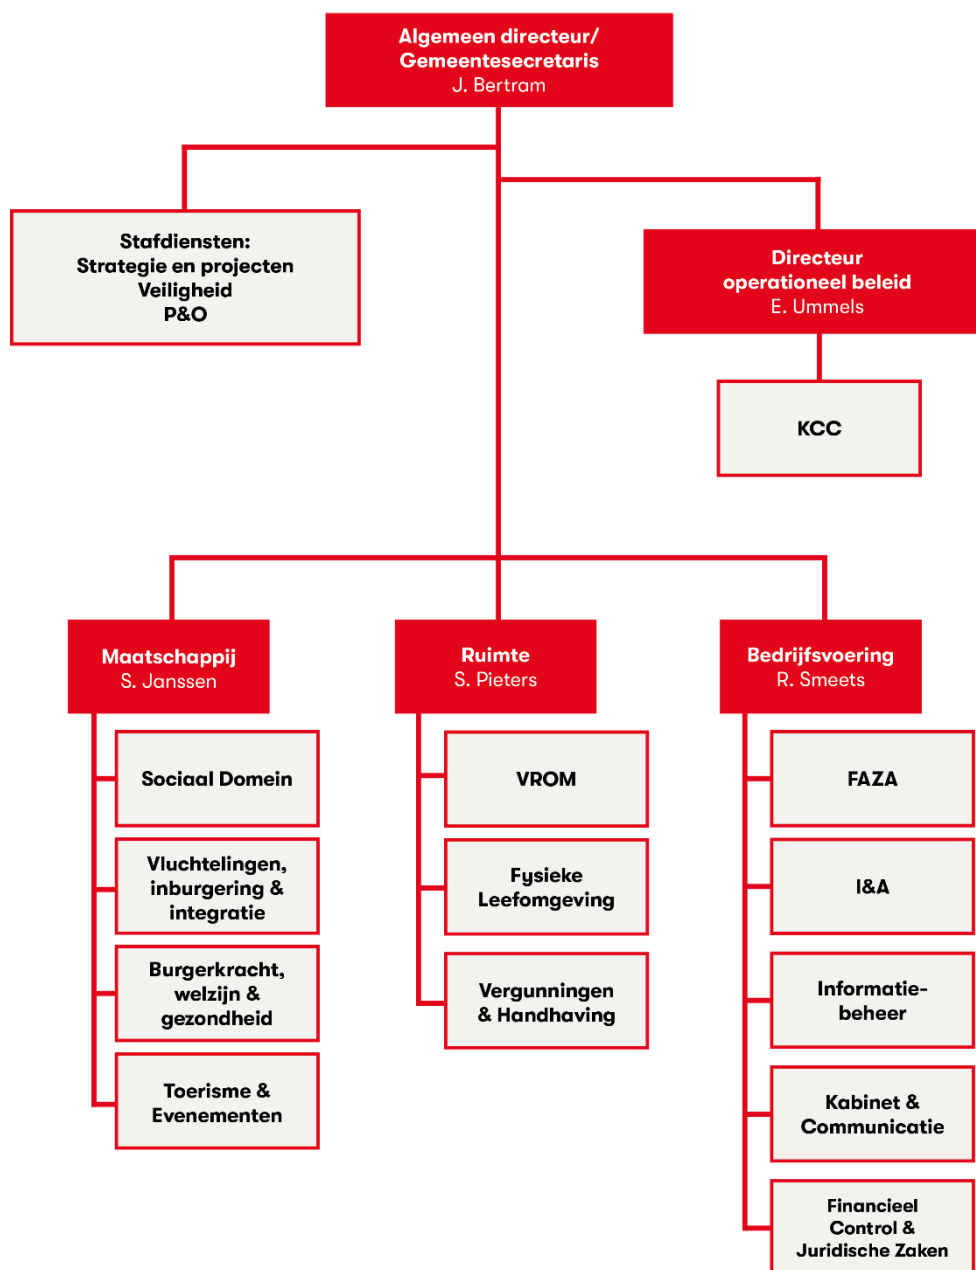 Algemeen directeur/
Gemeentesecretaris
J. Bertram
Stafdiensten:
Strategie en projecten
Veiligheid
P&O
Directeur
operationeel beleid
E. Ummels
KCC
Maatschappij
S. Janssen
Sociaal Domein
Vluchtelingen,
inburgering &
integratie
Burgerkracht,
welzijn &
gezondheid
Toerisme &
Evenementen
Ruimte
S. Pieters
VROM
Fysieke
Leefomgeving
Vergunningen
& Handhaving
Bedrijfsvoering
R. Smeets
FAZA
I&A
Informatie-
beheer
Kabinet &
Communicatie
Financieel
Control &
Juridische Zaken